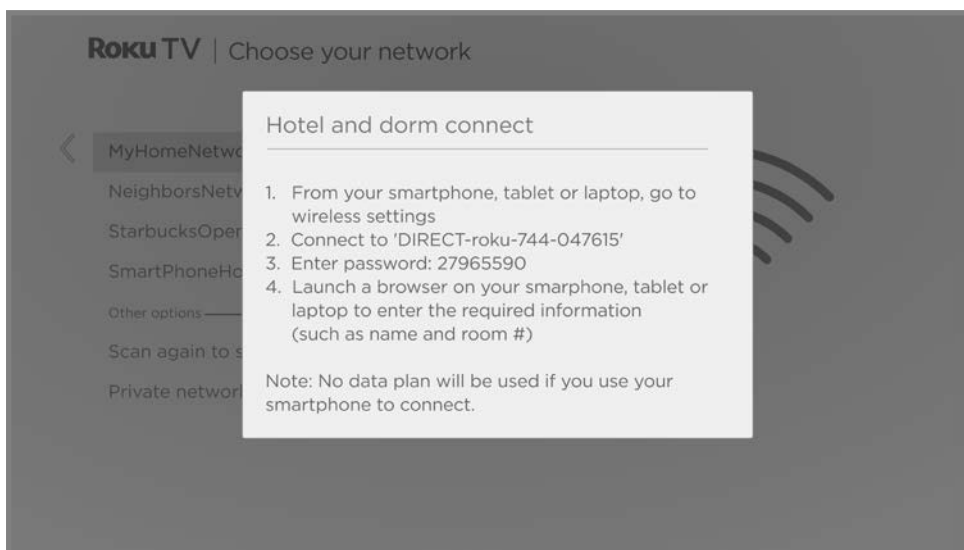 Roku TV | Choose your network
Hotel and dorm connect
MyHomeNetwo
NeighborsNetw
StarbucksOper
SmartPhoneHo
Other options
Scan again to s
Private network
1. From your smartphone, tablet or laptop, go to
wireless settings
2. Connect to 'DIRECT-roku-744-047615'
3. Enter password: 27965590
4. Launch a browser on your smarphone, tablet or
laptop to enter the required information
(such as name and room #)
Note: No data plan will be used if you use your
smartphone to connect.